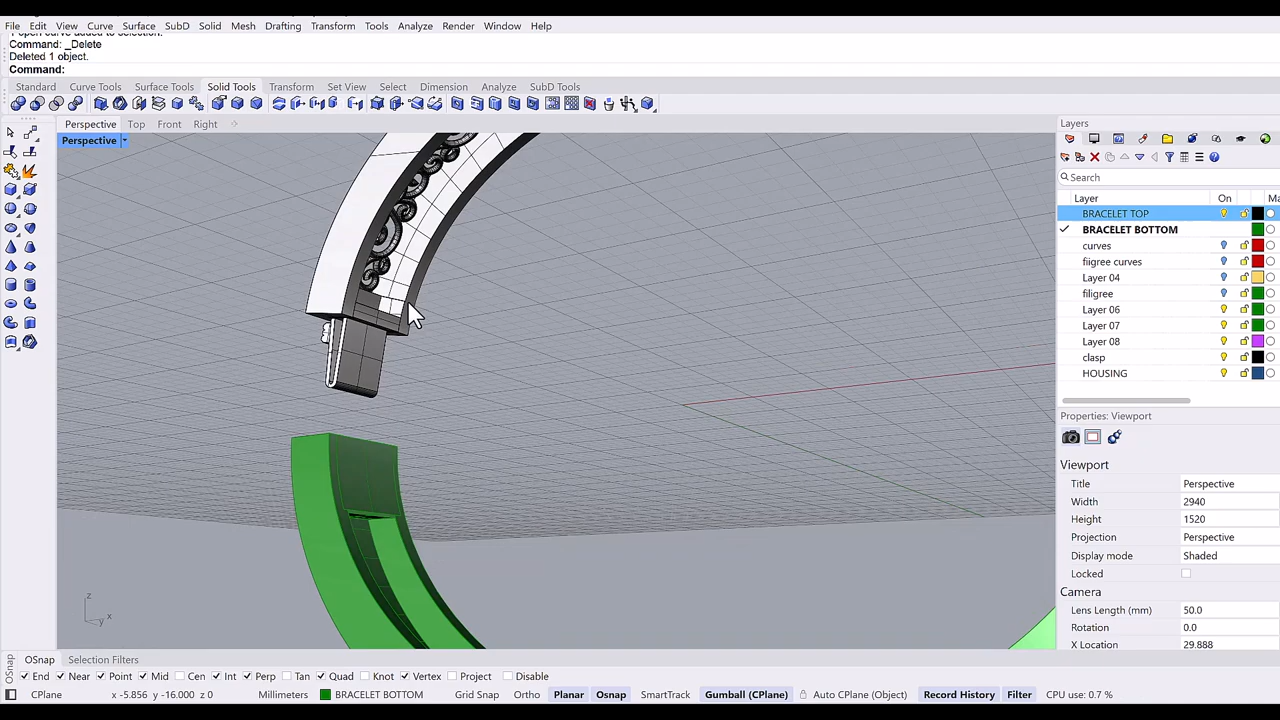 File Edit View Curve Surface SubD Solid Mesh Drafting Transform Tools Analyze Render Window Help
Command: _Delete
Deleted 1 object.
Command:
Standard Curve Tools Surface Tools Solid Tools Transform Set View Select Dimension Analyze SubD Tools
Perspective Top Front Right
Perspective
Layers
Search
Layer On Ma
BRACELET TOP
BRACELET BOTTOM
curves
fiigree curves
Layer 04
filigree
Layer 06
Layer 07
Layer 08
clasp
HOUSING
Properties: Viewport
Viewport
Title Perspective
Width 2940
Height 1520
Projection Perspective
Display mode Shaded
Locked
Camera
Lens Length (mm) 50.0
Rotation 0.0
X Location 29.888
z
x
y
OSnap Selection Filters
OSnap
End Near Point Mid Cen Int Perp Tan Quad Knot Vertex Project Disable
CPlane x -5.856 y -16.000 z 0 Millimeters BRACELET BOTTOM Grid Snap Ortho Planar Osnap SmartTrack Gumball (CPlane) Auto CPlane (Object) Record History Filter CPU use: 0.7 %